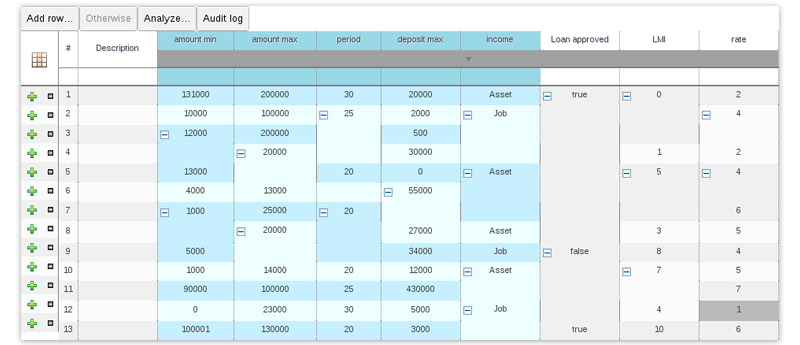 Add row... Otherwise Analyze... Audit log
# Description amount min amount max period deposit max income Loan approved LMI rate
1 131000 200000 30 20000 Asset true 0 2
2 10000 100000 25 2000 Job 4
3 12000 200000 500
4 20000 30000 1 2
5 13000 20 0 Asset 5 4
6 4000 13000 55000
7 1000 25000 20 6
8 20000 27000 Asset 3 5
9 5000 34000 Job false 8 4
10 1000 14000 20 12000 Asset 7 5
11 90000 100000 25 430000 7
12 0 23000 30 5000 Job 4 1
13 100001 130000 20 3000 true 10 6